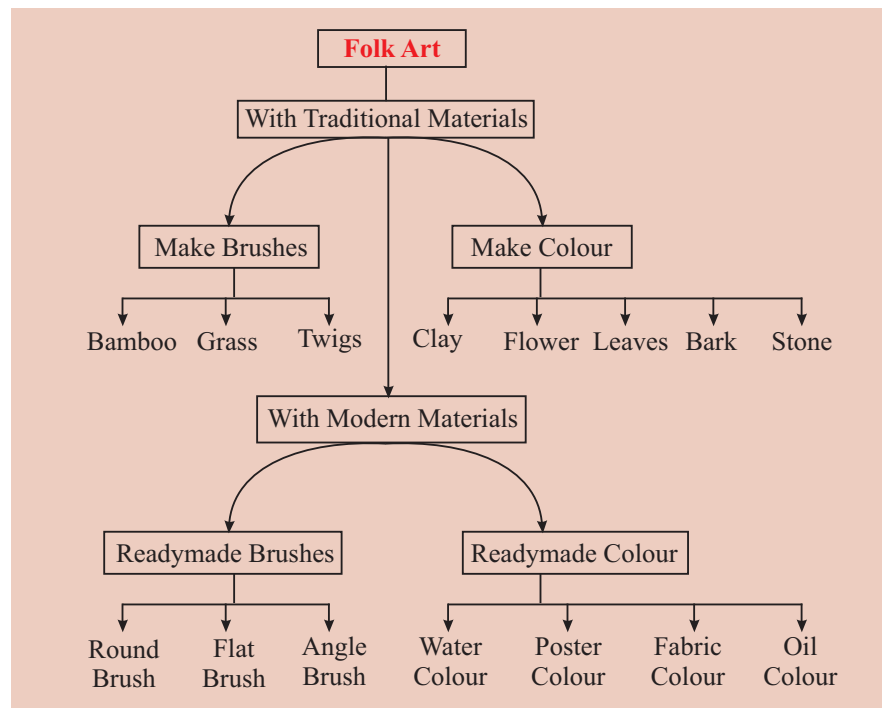 Folk Art
With Traditional Materials
Make Brushes
Make Colour
Bamboo
Grass
Twigs
Clay
Flower
Leaves
Bark
Stone
With Modern Materials
Readymade Brushes
Readymade Colour
Round
Brush
Flat
Brush
Angle
Brush
Water
Colour
Poster
Colour
Fabric
Colour
Oil
Colour